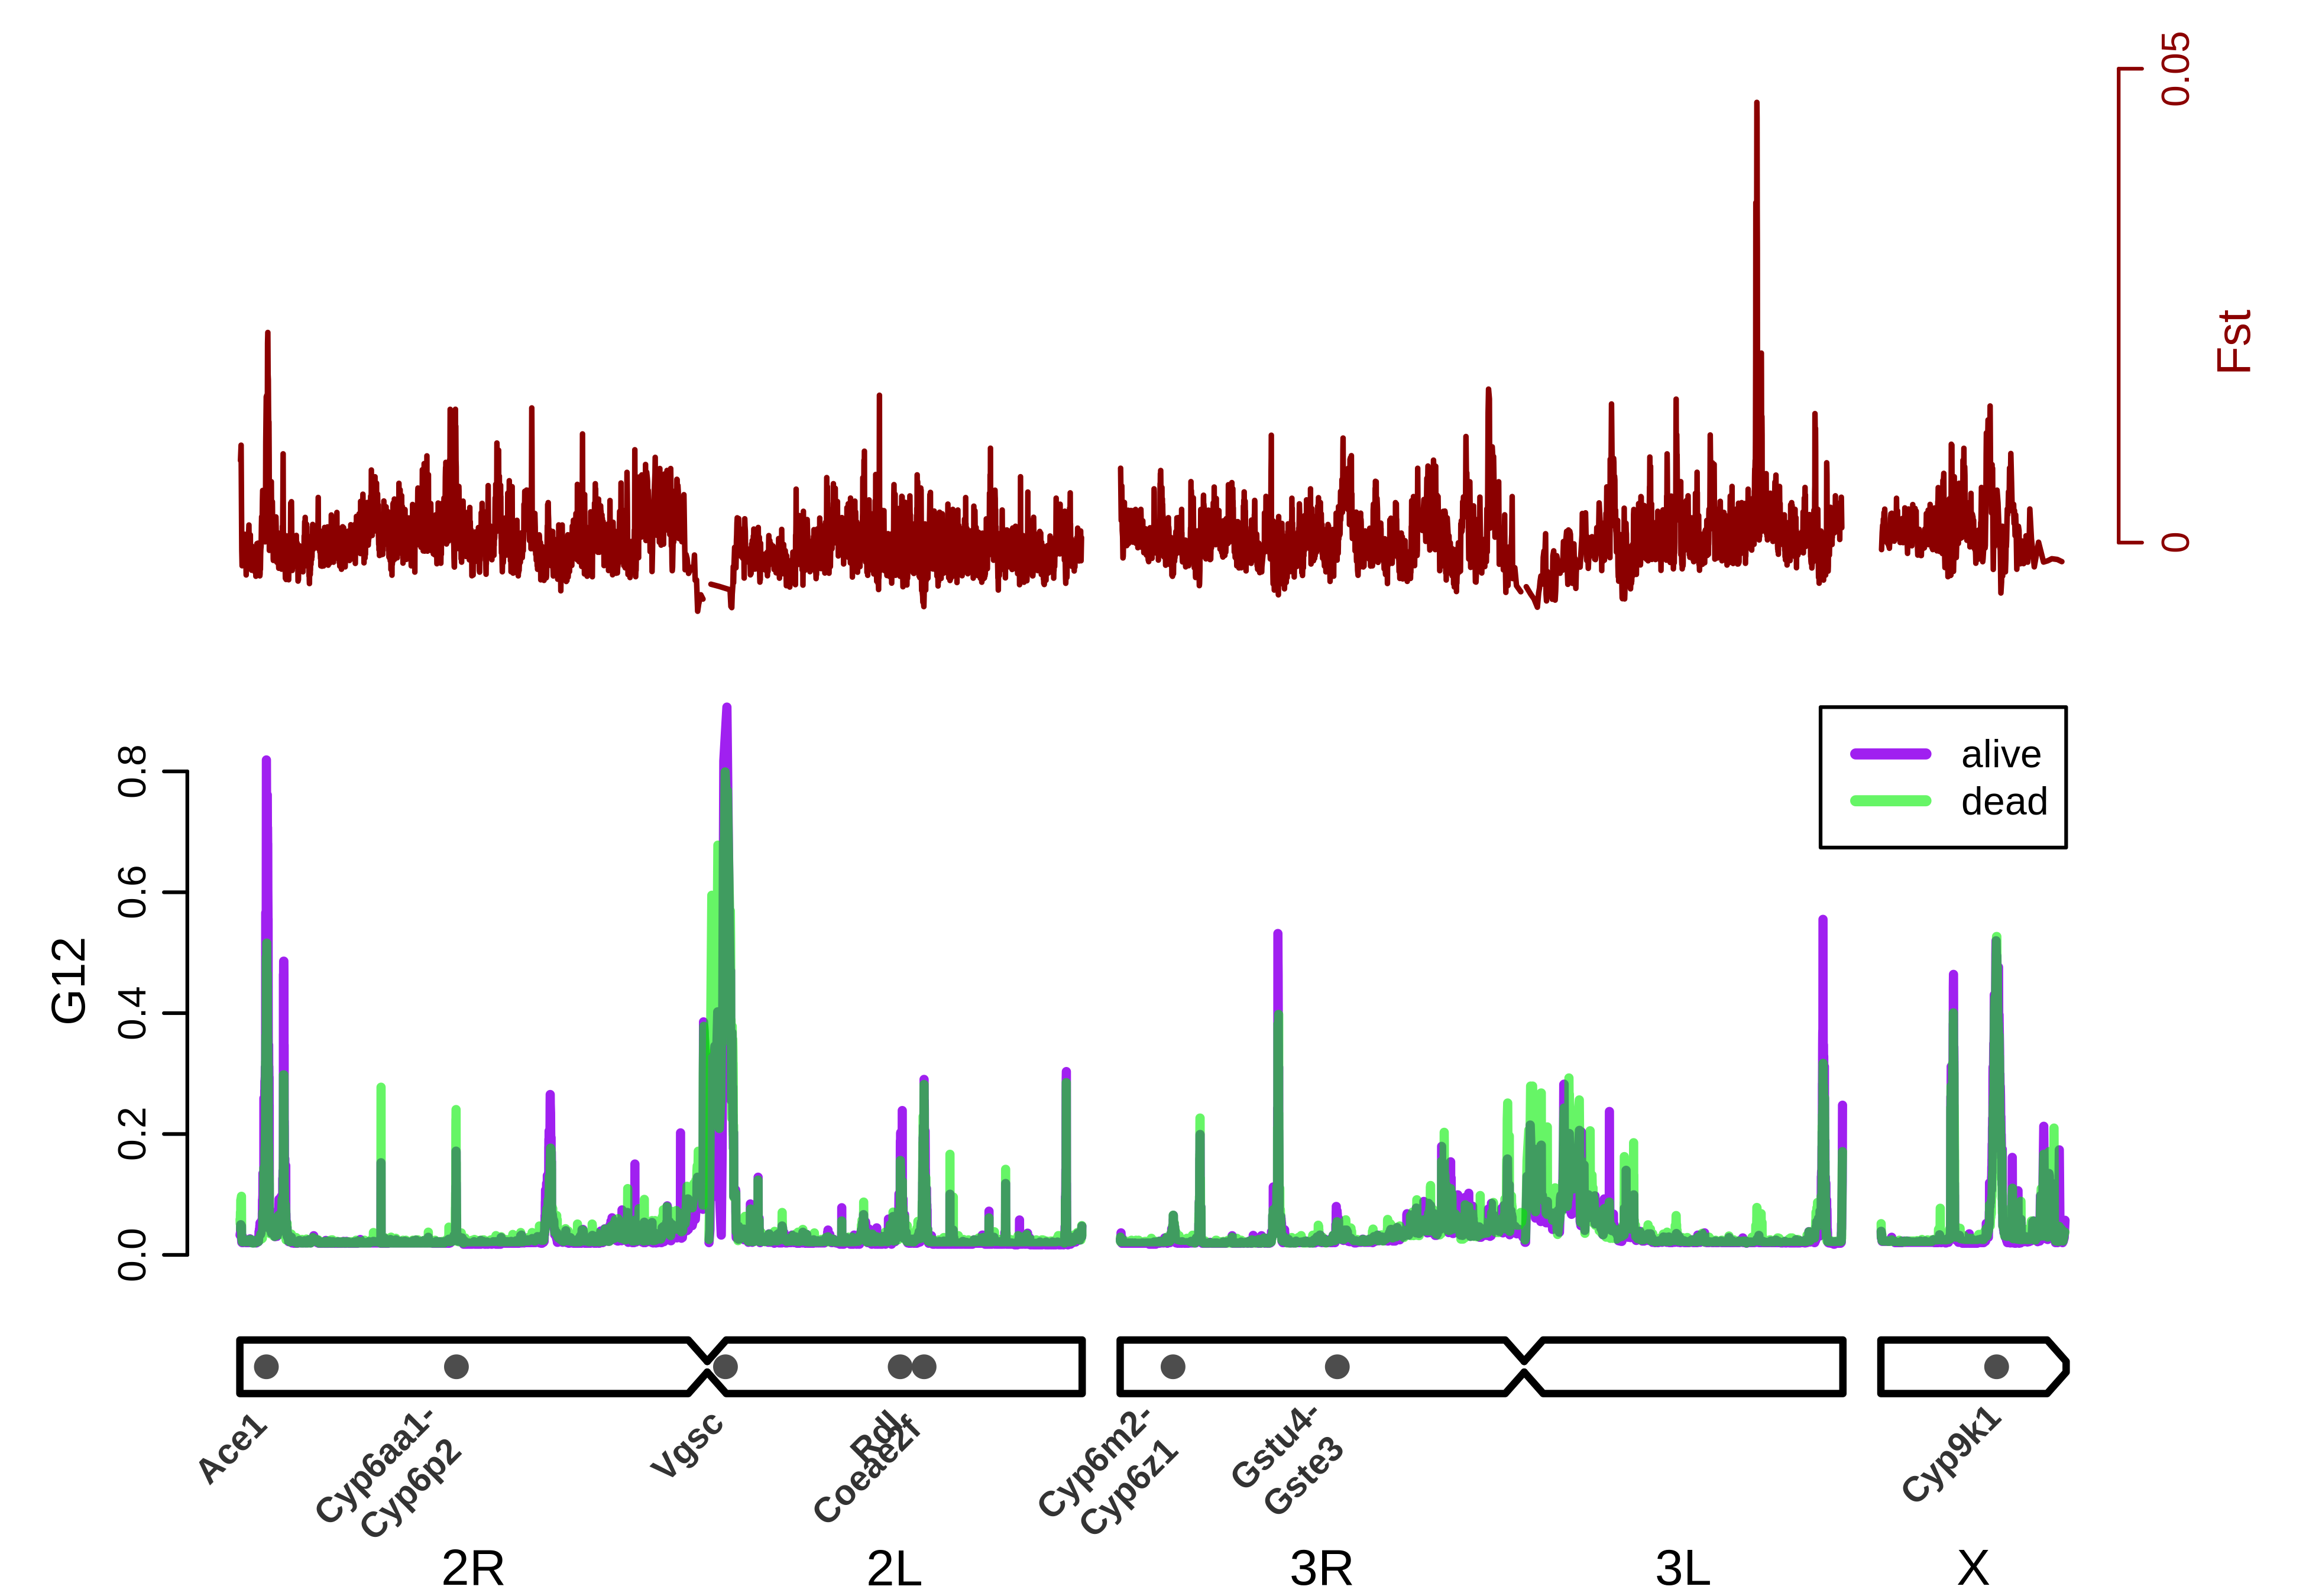 0.05
0
Fst
alive
dead
0.8
0.6
0.4
0.2
0.0
G12
Ace1
Cyp6aa1-
Cyp6p2
Vgsc
Rdl
Coeae2f
Cyp6m2-
Cyp6z1
Gstu4-
Gste3
Cyp9k1
2R
2L
3R
3L
X